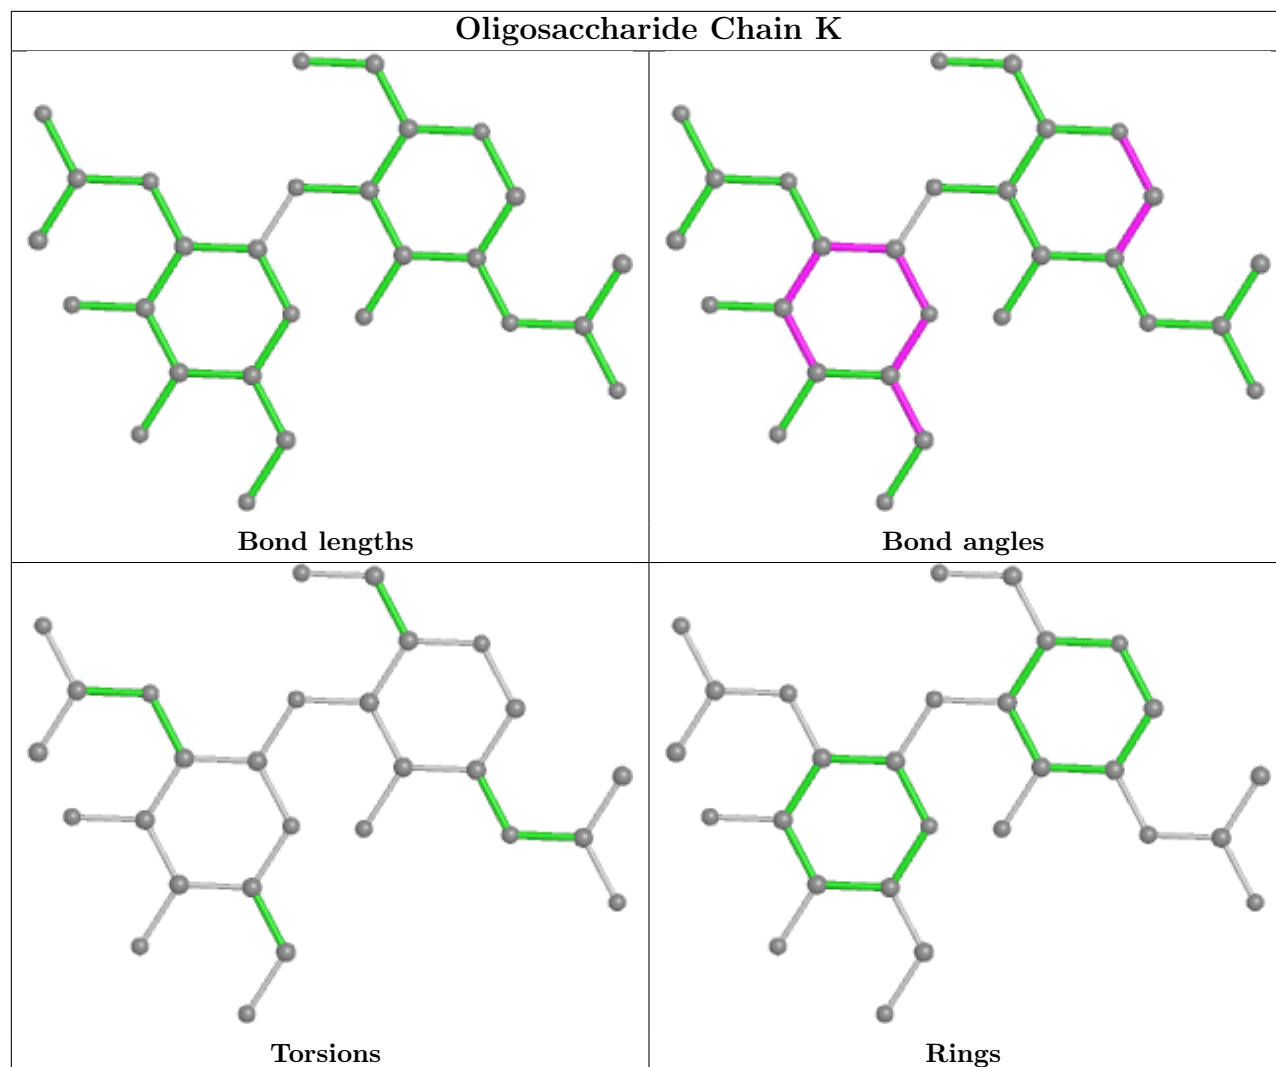 Oligosaccharide Chain K
Bond lengths
Bond angles
Torsions
Rings